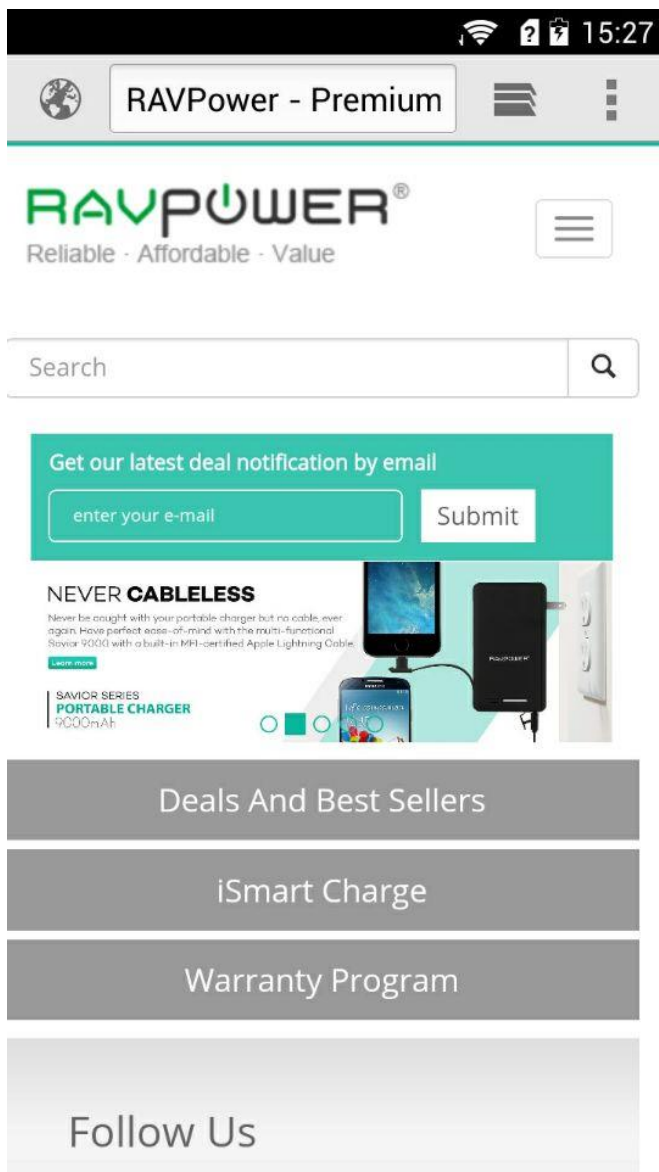 15:27
RAVPower - Premium
RAVPOWER®
Reliable · Affordable · Value
Search
Get our latest deal notification by email
enter your e-mail
Submit
NEVER CABLELESS
Never be caught with your portable charger but no cable, ever
again. Have perfect ease-of-mind with the multi-functional
Savior 9000 with a built-in MFI-certified Apple Lightning Cable.
Learn more
SAVIOR SERIES
PORTABLE CHARGER
9000mAh
RAVPOWER
Deals And Best Sellers
iSmart Charge
Warranty Program
Follow Us